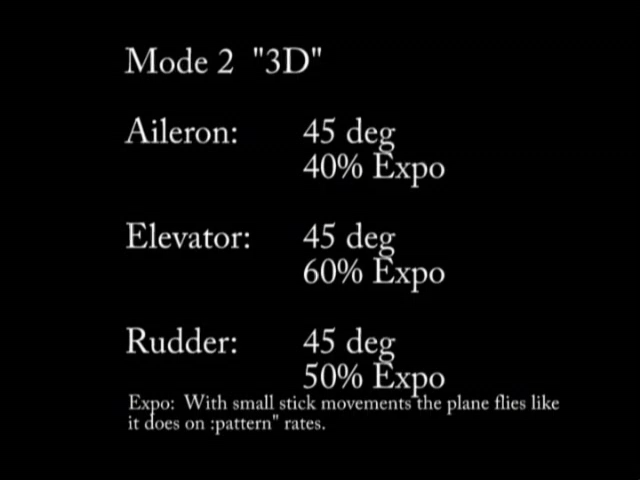 Mode 2 "3D"
Aileron: 45 deg
40% Expo
Elevator: 45 deg
60% Expo
Rudder: 45 deg
50% Expo
Expo: With small stick movements the plane flies like
it does on :pattern" rates.